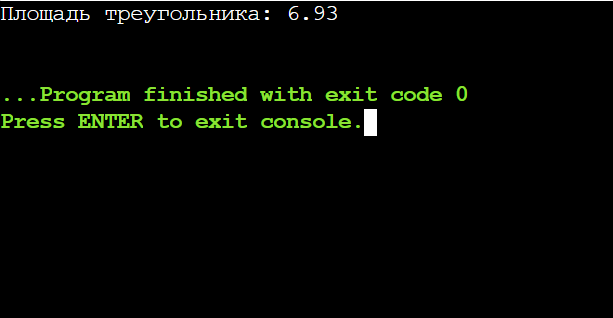 Площадь треугольника: 6.93
...Program finished with exit code 0
Press ENTER to exit console.